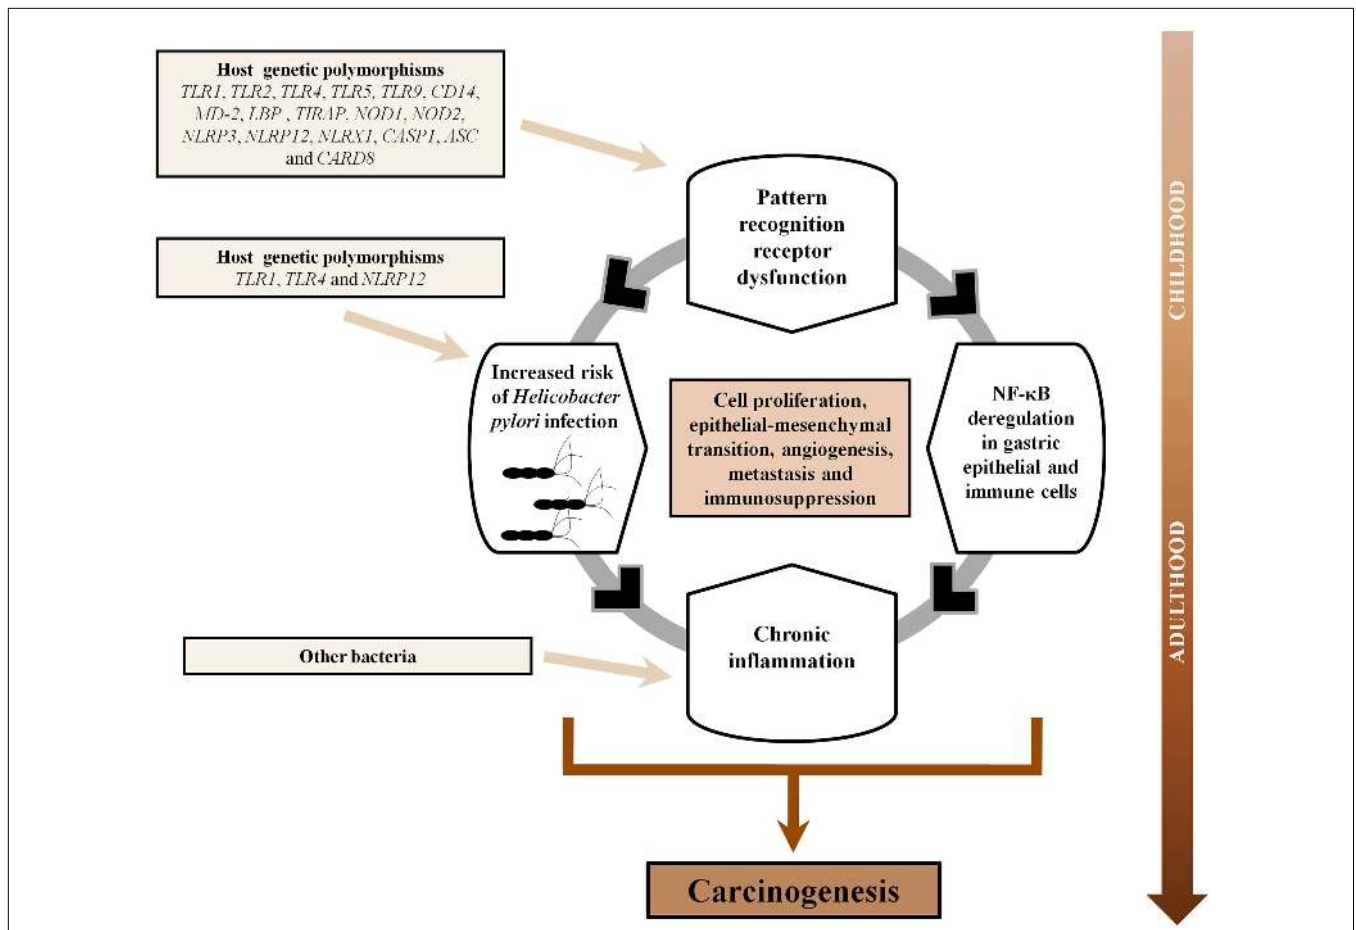 Host genetic polymorphisms
TLR1, TLR2, TLR4, TLR5, TLR9, CD14,
MD-2, LBP , TIRAP, NOD1, NOD2,
NLRP3, NLRP12, NLRX1, CASP1, ASC
and CARD8
Host genetic polymorphisms
TLR1, TLR4 and NLRP12
Pattern
recognition
receptor
dysfunction
Increased risk
of Helicobacter
pylori infection
Cell proliferation,
epithelial-mesenchymal
transition, angiogenesis,
metastasis and
immunosuppression
NF-κB
deregulation
in gastric
epithelial and
immune cells
Other bacteria
Chronic
inflammation
Carcinogenesis
CHILDHOOD
ADULTHOOD